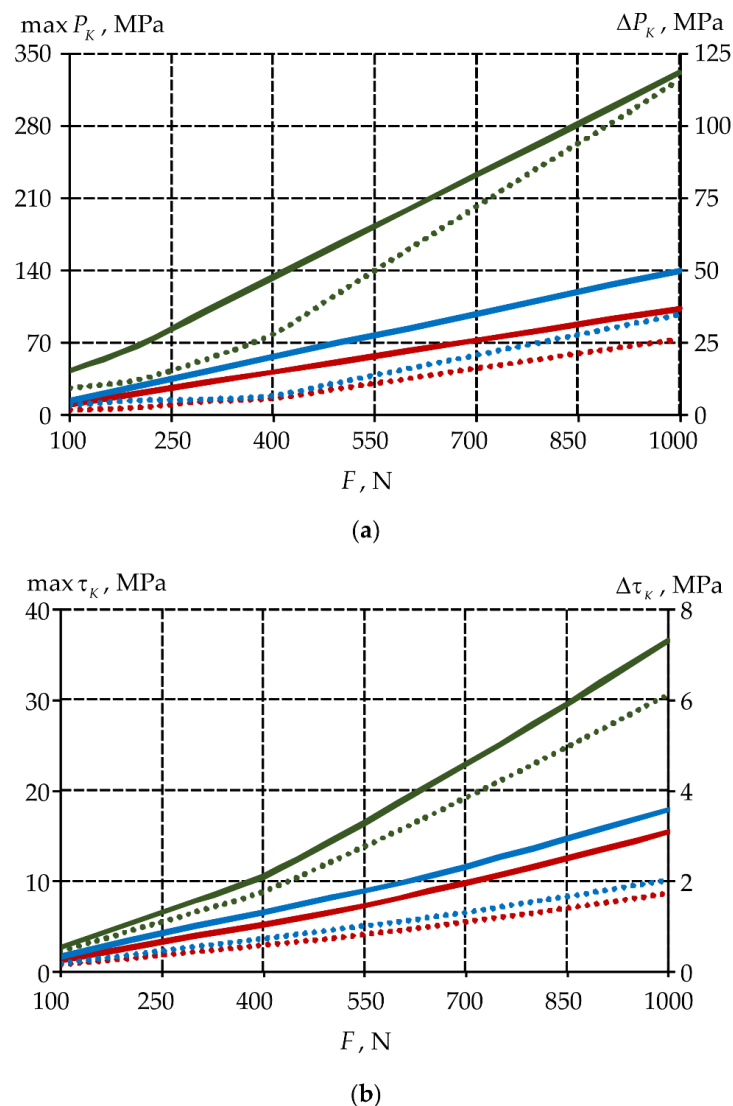 max P_K, MPa ΔP_K, MPa
350 125
280 100
210 75
140 50
70 25
0 0
100 250 400 550 700 850 1000
F, N
(a)
max τ_K, MPa Δτ_K, MPa
40 8
30 6
20 4
10 2
0 0
100 250 400 550 700 850 1000
F, N
(b)